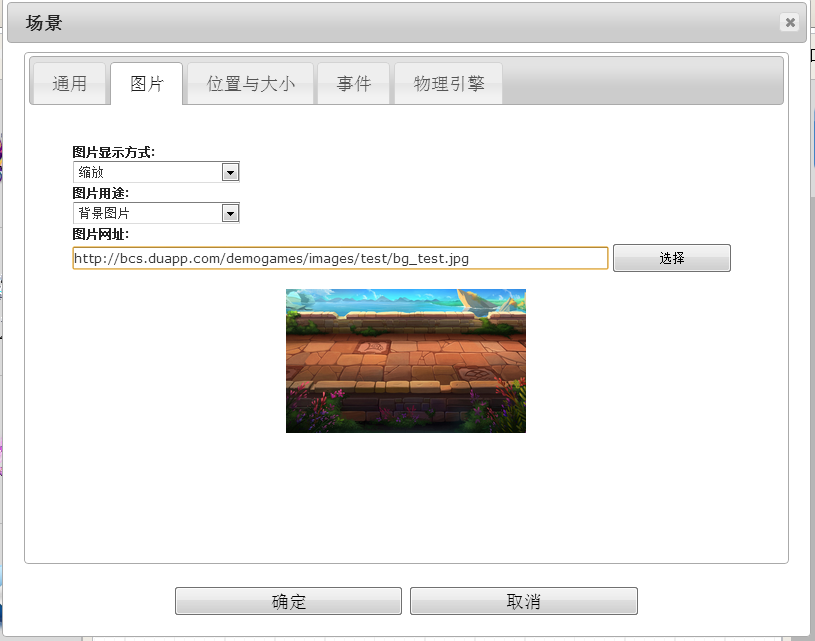 场景
通用 图片 位置与大小 事件 物理引擎
图片显示方式:
缩放
图片用途:
背景图片
图片网址:
http://bcs.duapp.com/demogames/images/test/bg_test.jpg 选择
确定 取消